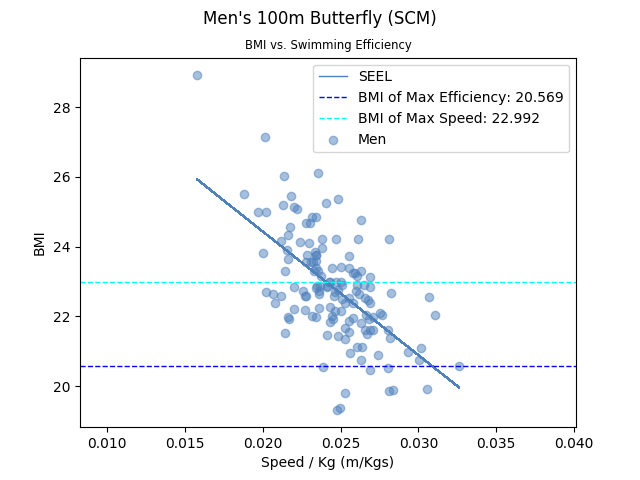 Men's 100m Butterfly (SCM)
BMI vs. Swimming Efficiency
SEEL
BMI of Max Efficiency: 20.569
BMI of Max Speed: 22.992
Men
BMI
28
26
24
22
20
0.010 0.015 0.020 0.025 0.030 0.035 0.040
Speed / Kg (m/Kgs)